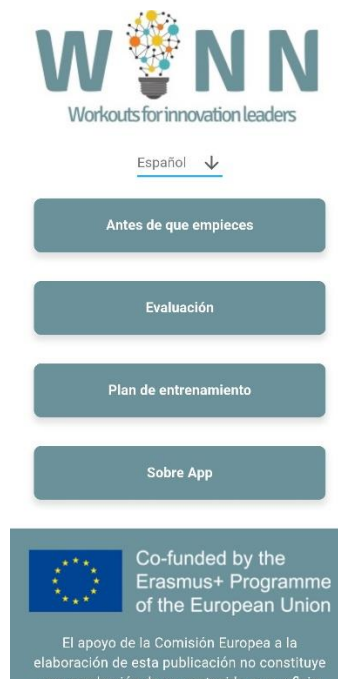 WINN
Workouts for innovation leaders
Español
Antes de que empieces
Evaluación
Plan de entrenamiento
Sobre App
Co-funded by the
Erasmus+ Programme
of the European Union
El apoyo de la Comisión Europea a la
elaboración de esta publicación no constituye